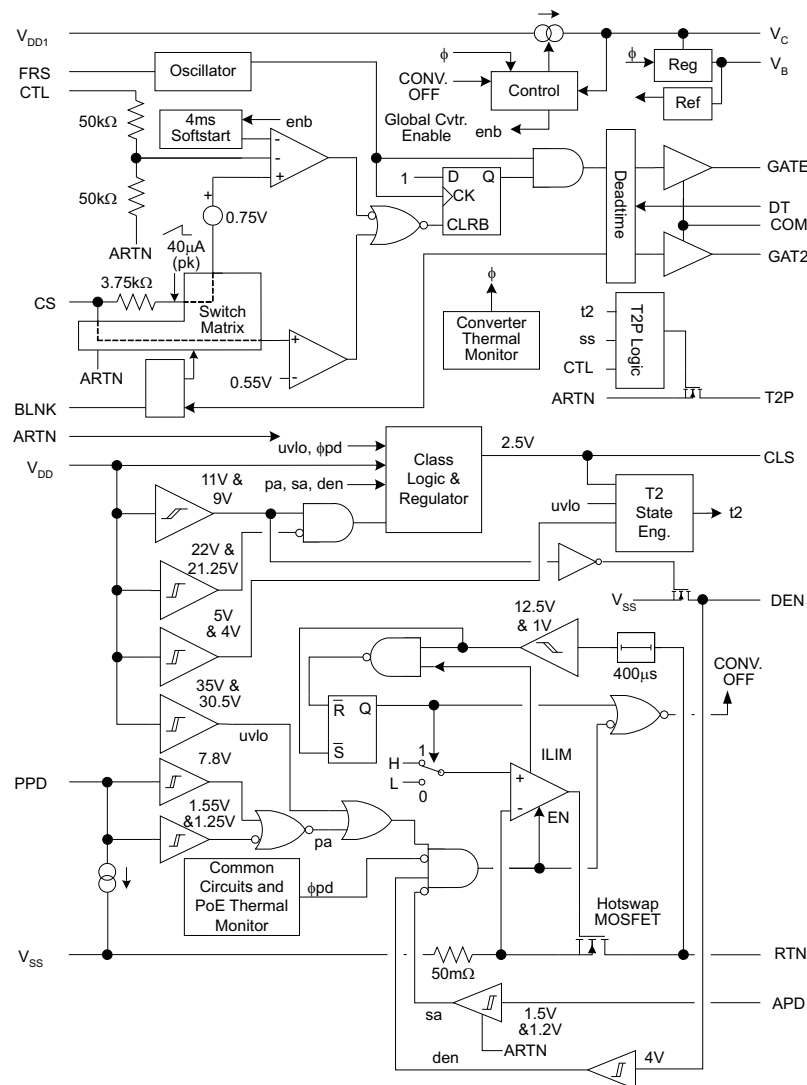 V_DD1
V_C
FRS
Oscillator
ϕ
CONV.
OFF
Control
ϕ
Reg
V_B
Ref
CTL
50kΩ
4ms
Softstart
enb
Global Cvtr.
Enable
enb
-
-
+
50kΩ
+
0.75V
1
D
Q
CK
CLRB
Deadtime
GATE
DT
COM
GAT2
ARTN
40μA
(pk)
3.75kΩ
CS
Switch
Matrix
ϕ
Converter
Thermal
Monitor
t2
ss
CTL
T2P Logic
+
-
0.55V
ARTN
BLNK
ARTN
T2P
ARTN
uvlo, ϕpd
pa, sa, den
Class
Logic &
Regulator
2.5V
CLS
V_DD
11V &
9V
uvlo
T2
State
Eng.
t2
22V &
21.25V
V_SS
DEN
5V
& 4V
12.5V
& 1V
400μs
CONV.
OFF
35V &
30.5V
uvlo
R̅
Q
S̅
H
1
L
0
ILIM
+
-
EN
PPD
7.8V
1.55V
&1.25V
pa
Common
Circuits and
PoE Thermal
Monitor
ϕpd
Hotswap
MOSFET
V_SS
50mΩ
RTN
sa
1.5V
&1.2V
APD
ARTN
den
4V